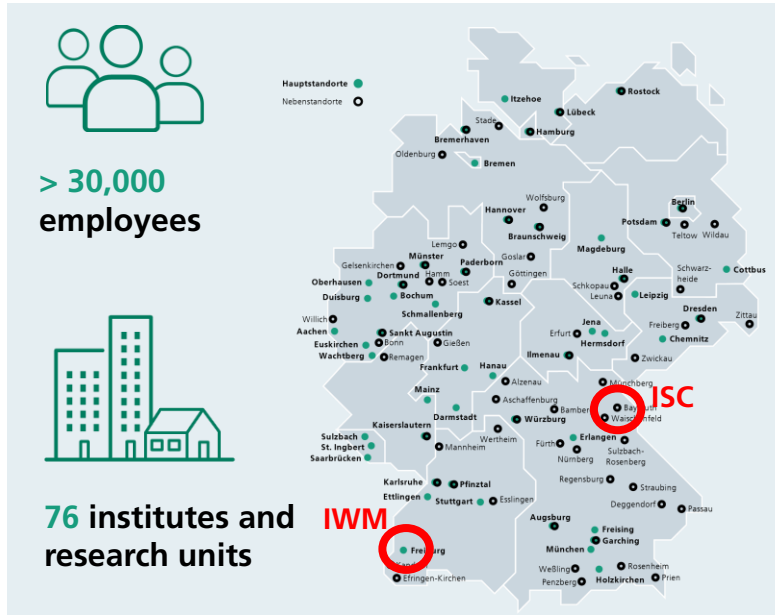 > 30,000
employees
76 institutes and
research units
Hauptstandorte
Nebenstandorte
Rostock
Itzehoe
Lübeck
Stade
Hamburg
Bremerhaven
Oldenburg
Bremen
Wolfsburg
Hannover
Berlin
Potsdam
Braunschweig
Teltow
Wildau
Magdeburg
Lemgo
Goslar
Münster
Paderborn
Gelsenkirchen
Hamm
Dortmund
Soest
Göttingen
Halle
Schwarz-
heide
Cottbus
Oberhausen
Schkopau
Leuna
Leipzig
Duisburg
Bochum
Schmallenberg
Kassel
Dresden
Willich
Freiberg
Zittau
Aachen
Sankt Augustin
Erfurt
Jena
Hermsdorf
Chemnitz
Euskirchen
Bonn
Gießen
Wachtberg
Remagen
Ilmenau
Zwickau
Frankfurt
Hanau
Alzenau
Münchberg
ISC
Mainz
Aschaffenburg
Bamberg
Bayreuth
Darmstadt
Würzburg
Waischenfeld
Kaiserslautern
Wertheim
Erlangen
Sulzbach
Fürth
St. Ingbert
Mannheim
Nürnberg
Sulzbach-
Rosenberg
Saarbrücken
Regensburg
Karlsruhe
Pfinztal
Straubing
Ettlingen
Stuttgart
Esslingen
Deggendorf
Passau
IWM
Augsburg
Freising
Garching
Freiburg
München
Weßling
Rosenheim
Efringen-Kirchen
Penzberg
Holzkirchen
Prien